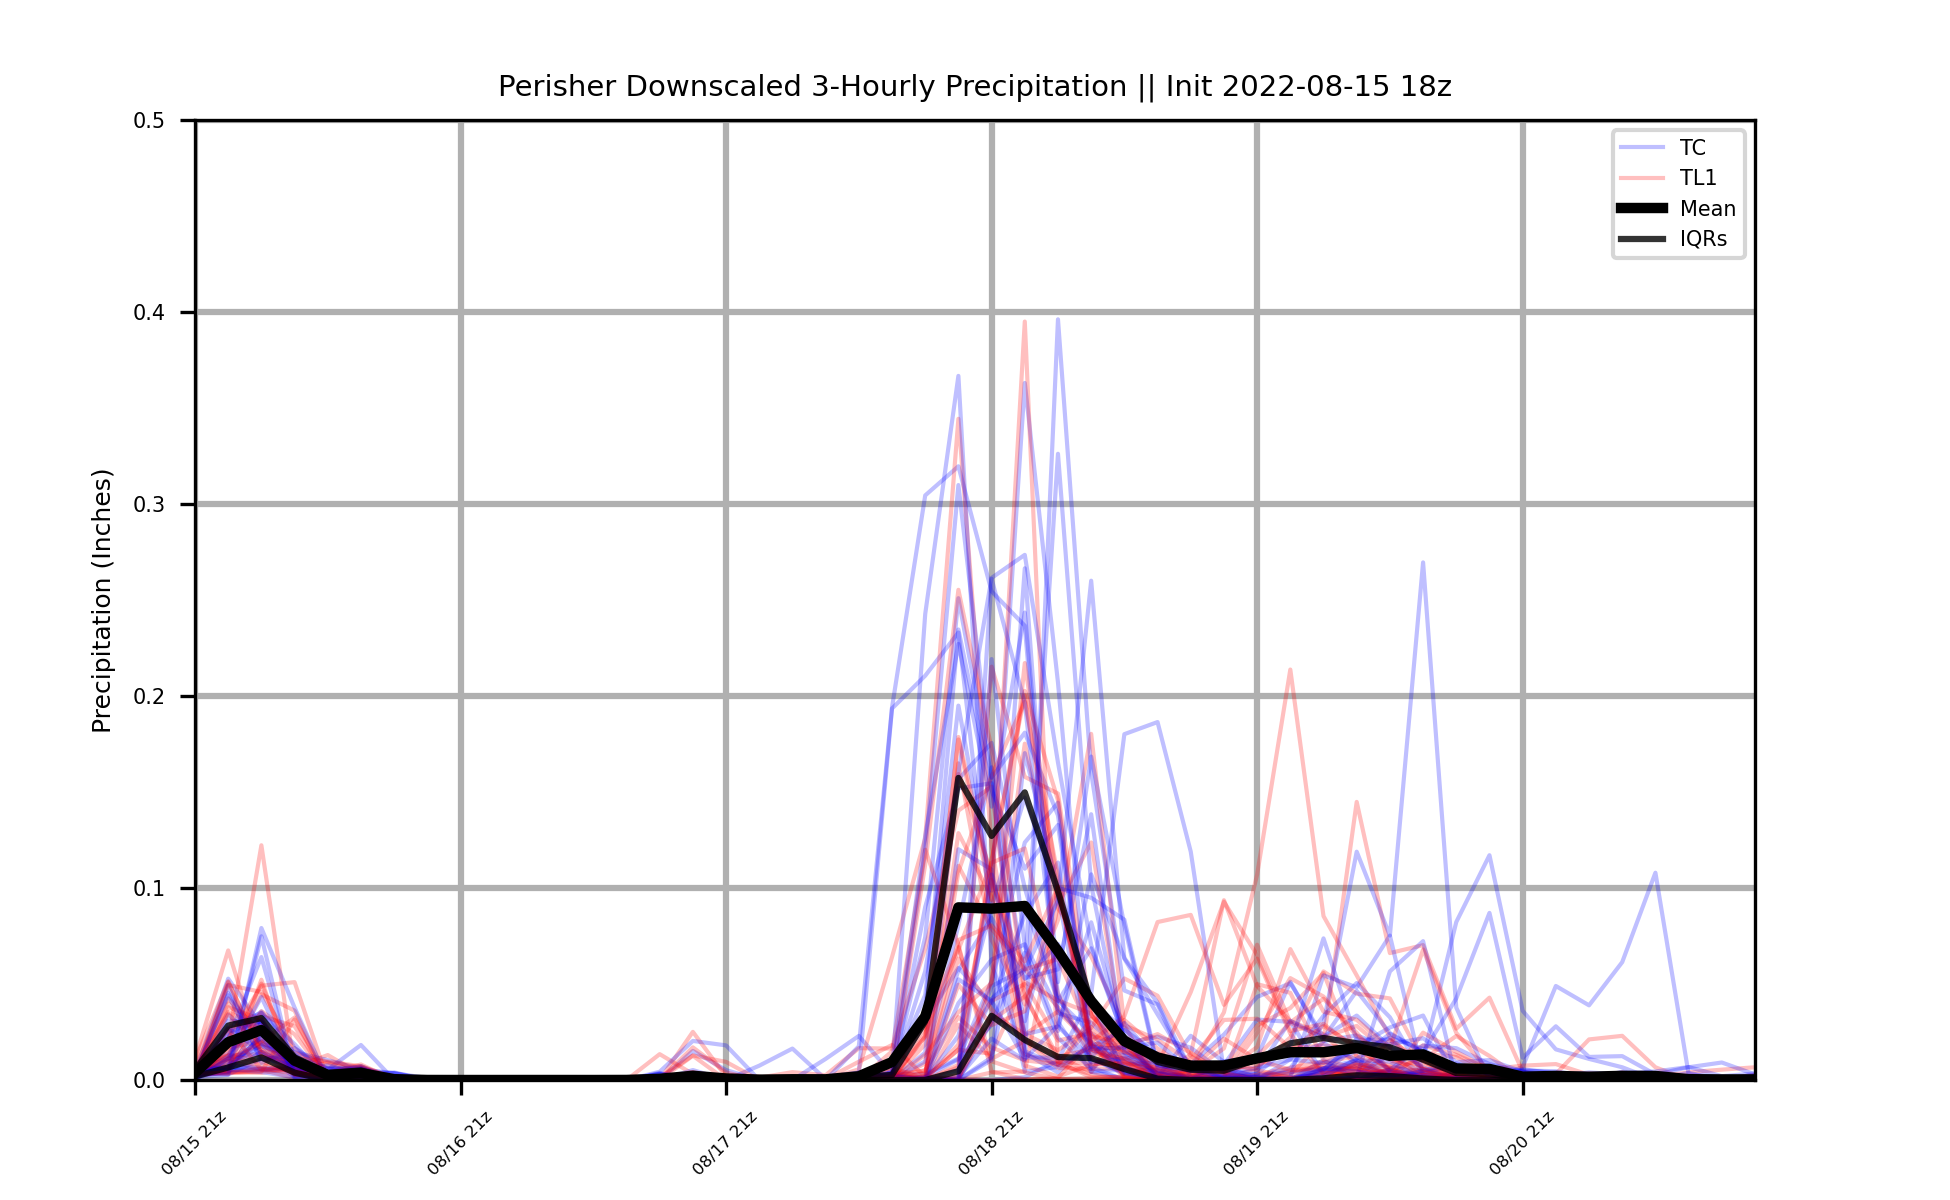 Perisher Downscaled 3-Hourly Precipitation || Init 2022-08-15 18z
Precipitation (Inches)
0.5
0.4
0.3
0.2
0.1
0.0
TC
TL1
Mean
IQRs
08/15 21z
08/16 21z
08/17 21z
08/18 21z
08/19 21z
08/20 21z